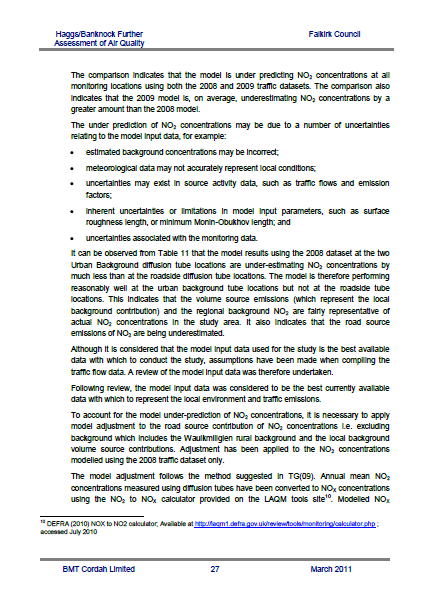 Haggs/Banknock Further
Assessment of Air Quality
Falkirk Council
The comparison indicates that the model is under predicting NO2 concentrations at all
monitoring locations using both the 2008 and 2009 traffic datasets. The comparison also
indicates that the 2009 model is, on average, underestimating NO2 concentrations by a
greater amount than the 2008 model.
The under prediction of NO2 concentrations may be due to a number of uncertainties
relating to the model input data, for example:
• estimated background concentrations may be incorrect;
• meteorological data may not accurately represent local conditions;
• uncertainties may exist in source activity data, such as traffic flows and emission
factors;
• inherent uncertainties or limitations in model input parameters, such as surface
roughness length, or minimum Monin-Obukhov length; and
• uncertainties associated with the monitoring data.
It can be observed from Table 11 that the model results using the 2008 dataset at the two
Urban Background diffusion tube locations are under-estimating NO2 concentrations by
much less than at the roadside diffusion tube locations. The model is therefore performing
reasonably well at the urban background tube locations but not at the roadside tube
locations. This indicates that the volume source emissions (which represent the local
background contribution) and the regional background NO2 are fairly representative of
actual NO2 concentrations in the study area. It also indicates that the road source
emissions of NO2 are being underestimated.
Although it is considered that the model input data used for the study is the best available
data with which to conduct the study, assumptions have been made when compiling the
traffic flow data. A review of the model input data was therefore undertaken.
Following review, the model input data was considered to be the best currently available
data with which to represent the local environment and traffic emissions.
To account for the model under-prediction of NO2 concentrations, it is necessary to apply
model adjustment to the road source contribution of NO2 concentrations i.e. excluding
background which includes the Waulkmillglen rural background and the local background
volume source contributions. Adjustment has been applied to the NO2 concentrations
modelled using the 2008 traffic dataset only.
The model adjustment follows the method suggested in TG(09). Annual mean NO2
concentrations measured using diffusion tubes have been converted to NOX concentrations
using the NO2 to NOX calculator provided on the LAQM tools site10. Modelled NOX
10 DEFRA (2010) NOX to NO2 calculator; Available at http://laqm1.defra.gov.uk/review/tools/monitoring/calculator.php ;
accessed July 2010
BMT Cordah Limited
27
March 2011